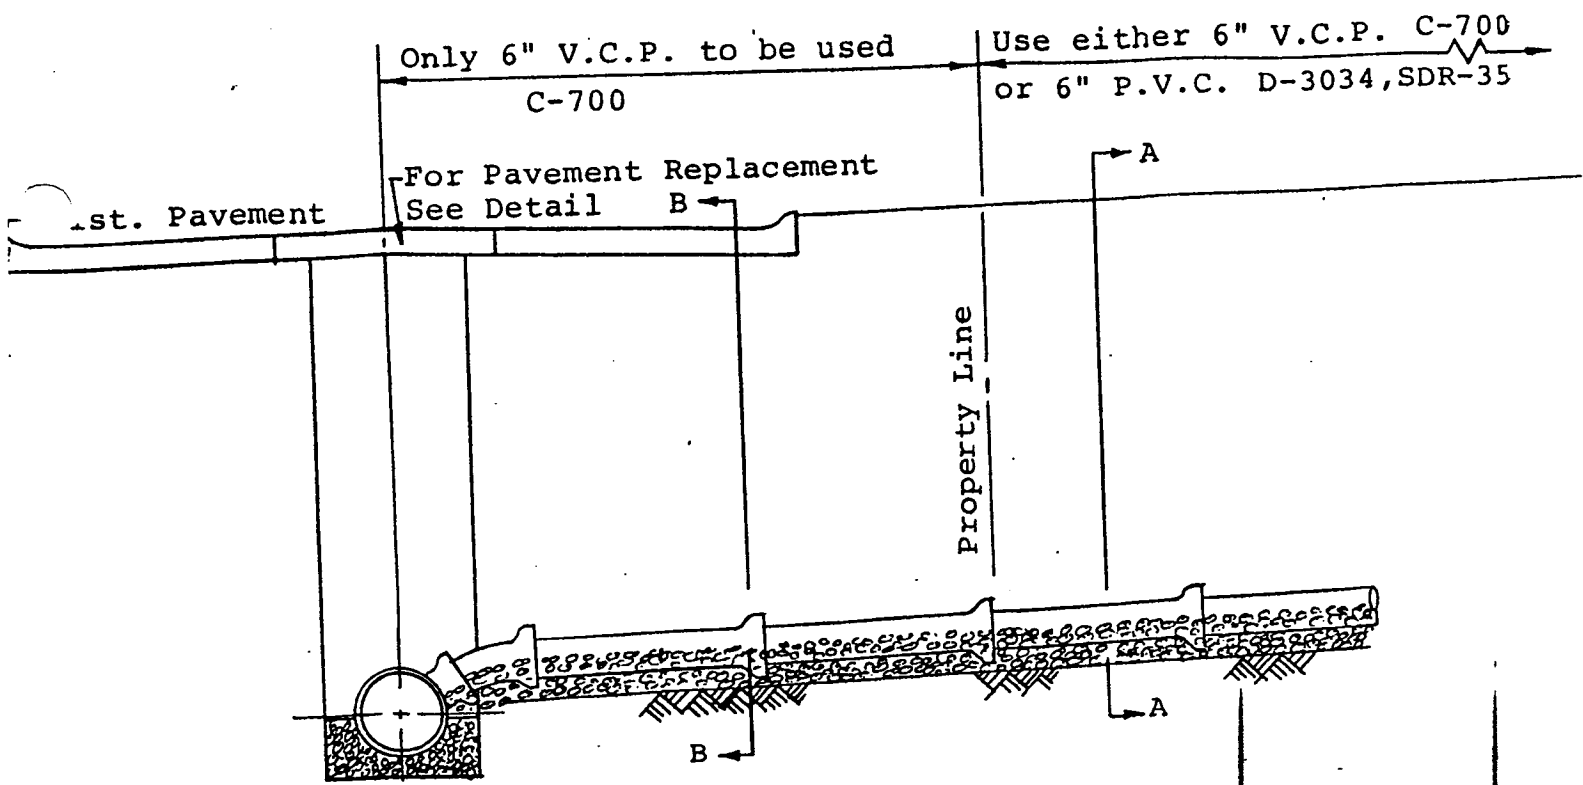 Only 6" V.C.P. to be used
C-700
Use either 6" V.C.P. C-700
or 6" P.V.C. D-3034,SDR-35
For Pavement Replacement
See Detail
Pavement
B
A
Property Line
B
A